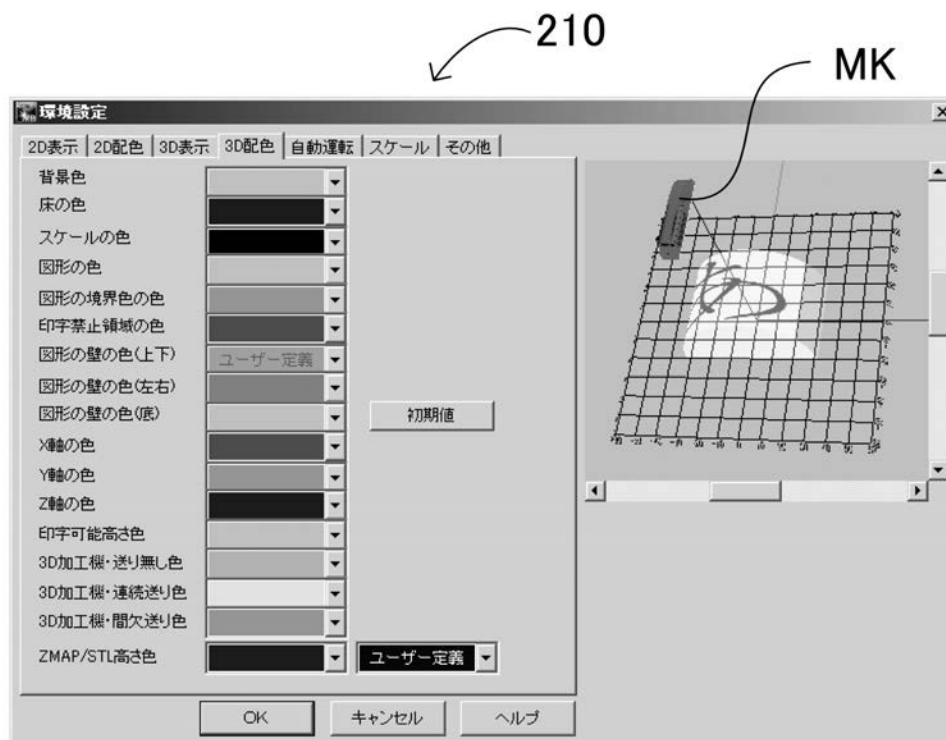 210
MK
環境設定
2D表示 2D配色 3D表示 3D配色 自動運転 スケール その他
背景色
床の色
スケールの色
図形の色
図形の境界色の色
印字禁止領域の色
図形の壁の色(上下) ユーザー定義
図形の壁の色(左右)
図形の壁の色(底) 初期値
X軸の色
Y軸の色
Z軸の色
印字可能高さ色
3D加工機・送り無し色
3D加工機・連続送り色
3D加工機・間欠送り色
ZMAP/STL高さ色 ユーザー定義
OK キャンセル ヘルプ